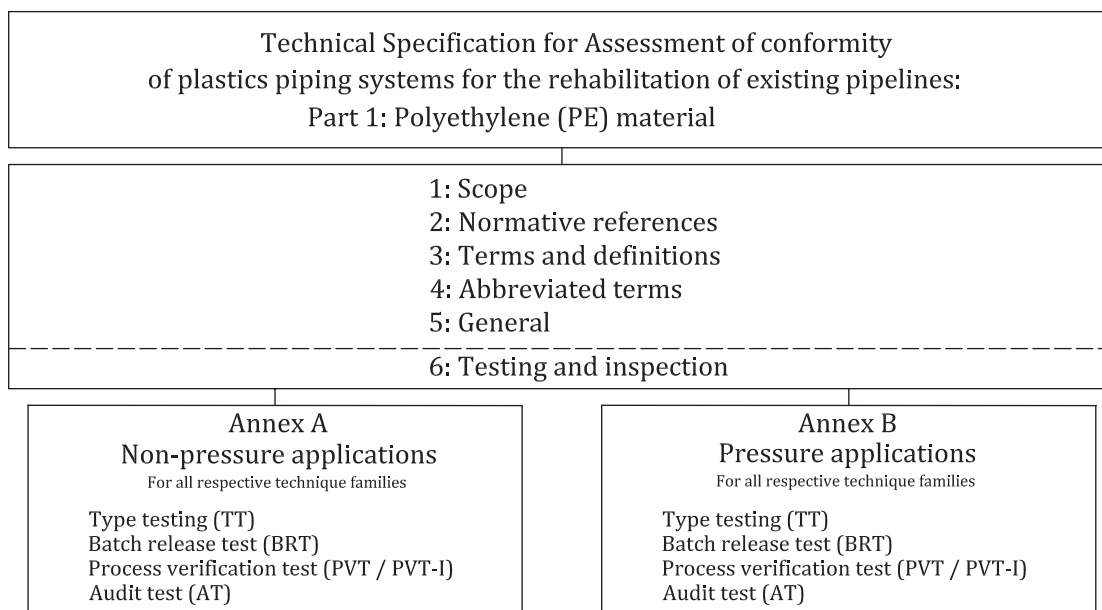 Technical Specification for Assessment of conformity
of plastics piping systems for the rehabilitation of existing pipelines:
Part 1: Polyethylene (PE) material
1: Scope
2: Normative references
3: Terms and definitions
4: Abbreviated terms
5: General
6: Testing and inspection
Annex A
Non-pressure applications
For all respective technique families
Type testing (TT)
Batch release test (BRT)
Process verification test (PVT / PVT-I)
Audit test (AT)
Annex B
Pressure applications
For all respective technique families
Type testing (TT)
Batch release test (BRT)
Process verification test (PVT / PVT-I)
Audit test (AT)